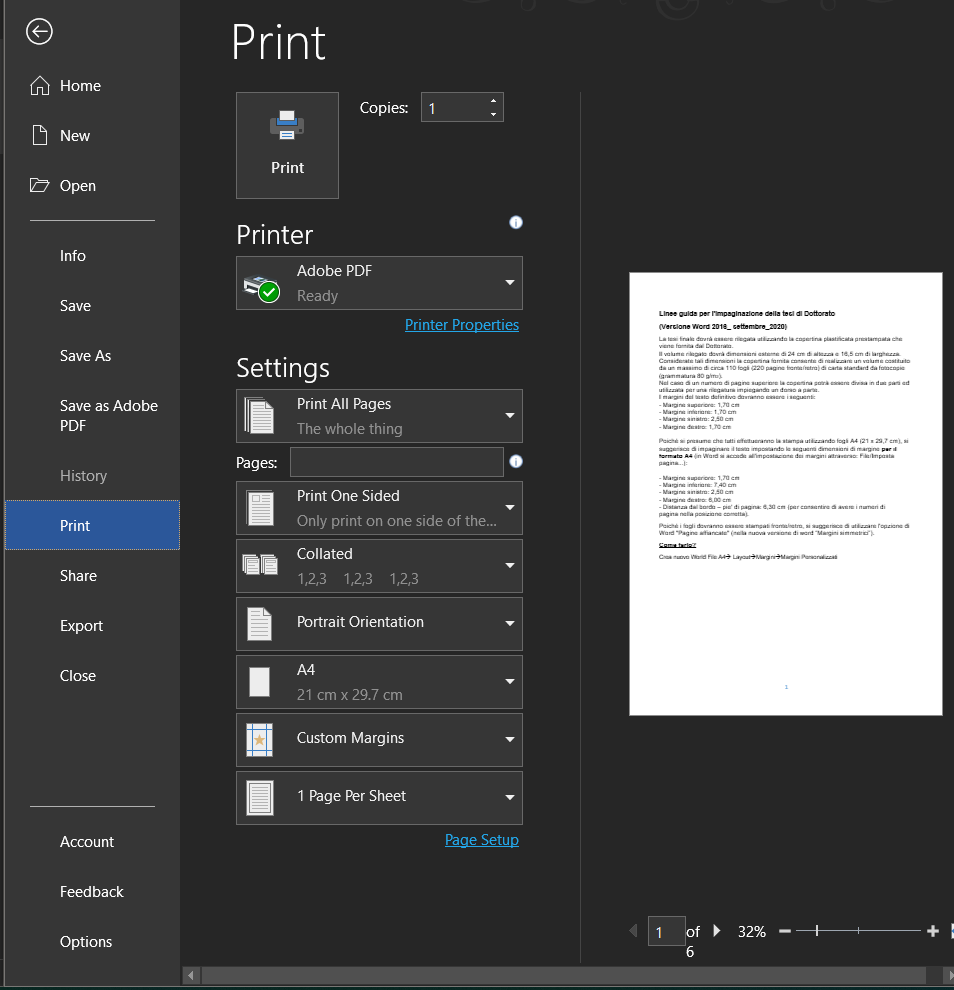 Print
Home
New
Open
Info
Save
Save As
Save as Adobe
PDF
History
Print
Share
Export
Close
Account
Feedback
Options
Print
Copies:
1
Printer
Adobe PDF
Ready
Printer Properties
Settings
Print All Pages
The whole thing
Pages:
Print One Sided
Only print on one side of the...
Collated
1,2,3 1,2,3 1,2,3
Portrait Orientation
A4
21 cm x 29.7 cm
Custom Margins
1 Page Per Sheet
Page Setup
Linee guida per l'impaginazione della tesi di Dottorato
(Versione Word 2016_ settembre_2020)
La tesi finale dovrà essere rilegata utilizzando la copertina plastificata prestampata che
viene fornita dal Dottorato.
Il volume rilegato dovrà dimensioni esterne di 24 cm di altezza e 16,5 cm di larghezza.
Considerate tali dimensioni la copertina fornita consente di realizzare un volume costituito
da un massimo di circa 110 fogli (220 pagine fronte/retro) di carta standard da fotocopie
(grammatura 80 g/m²).
Nel caso di un numero di pagine superiore la copertina potrà essere divisa in due parti ed
utilizzata per una rilegatura impiegando un dorso a parte.
I margini del testo definitivo dovranno essere i seguenti:
- Margine superiore: 1,70 cm
- Margine inferiore: 1,70 cm
- Margine sinistro: 2,50 cm
- Margine destro: 1,70 cm
Poiché si presume che tutti effettueranno la stampa utilizzando fogli A4 (21 x 29,7 cm), si
suggerisce di impaginare il testo impostando le seguenti dimensioni di margine per il
formato A4 (in Word si accede all'impostazione dei margini attraverso: File/Imposta
pagina...):
- Margine superiore: 1,70 cm
- Margine inferiore: 7,40 cm
- Margine sinistro: 2,50 cm
- Margine destro: 6,00 cm
- Distanza dal bordo – pie' di pagina: 6,30 cm (per consentire di avere i numeri di
pagina nella posizione corretta).
Poiché i fogli dovranno essere stampati fronte/retro, si suggerisce di utilizzare l'opzione di
Word "Pagine affiancate" (nella nuova versione di word "Margini simmetrici").
Come farlo?
Crea nuovo World File A4→ Layout→Margini→Margini Personalizzati
1
1 of
6
32%